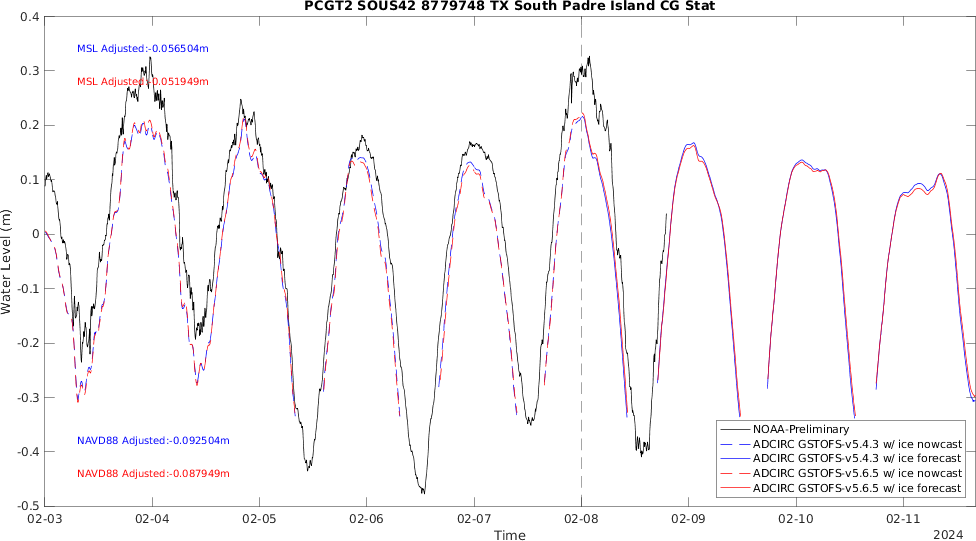 PCGT2 SOUS42 8779748 TX South Padre Island CG Stat
0.4
0.3
0.2
0.1
0
-0.1
-0.2
-0.3
-0.4
-0.5
Water Level (m)
MSL Adjusted:-0.056504m
MSL Adjusted:-0.051949m
NAVD88 Adjusted:-0.092504m
NAVD88 Adjusted:-0.087949m
NOAA-Preliminary
ADCIRC GSTOFS-v5.4.3 w/ ice nowcast
ADCIRC GSTOFS-v5.4.3 w/ ice forecast
ADCIRC GSTOFS-v5.6.5 w/ ice nowcast
ADCIRC GSTOFS-v5.6.5 w/ ice forecast
02-03 02-04 02-05 02-06 02-07 02-08 02-09 02-10 02-11
Time
2024